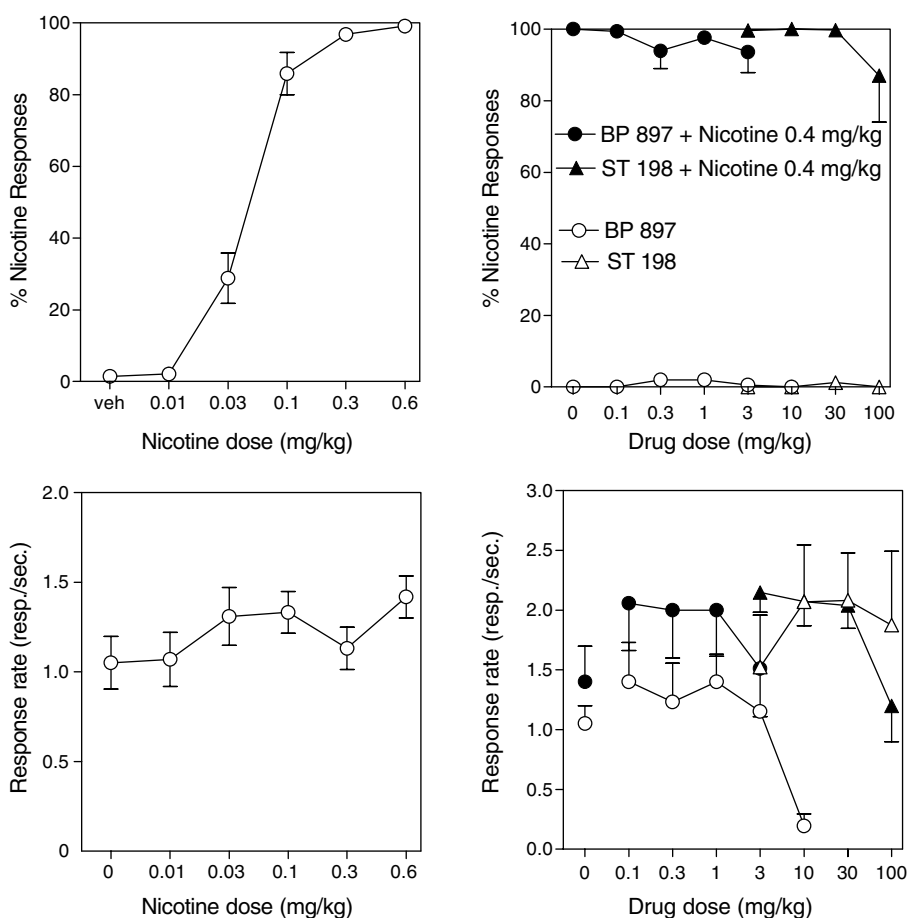 100
80
60
40
20
0
% Nicotine Responses
veh 0.01 0.03 0.1 0.3 0.6
Nicotine dose (mg/kg)
100
80
60
40
20
0
% Nicotine Responses
BP 897 + Nicotine 0.4 mg/kg
ST 198 + Nicotine 0.4 mg/kg
BP 897
ST 198
0 0.1 0.3 1 3 10 30 100
Drug dose (mg/kg)
2.0
1.5
1.0
0.5
0
Response rate (resp./sec.)
0 0.01 0.03 0.1 0.3 0.6
Nicotine dose (mg/kg)
3.0
2.5
2.0
1.5
1.0
0.5
0.0
Response rate (resp./sec.)
0 0.1 0.3 1 3 10 30 100
Drug dose (mg/kg)